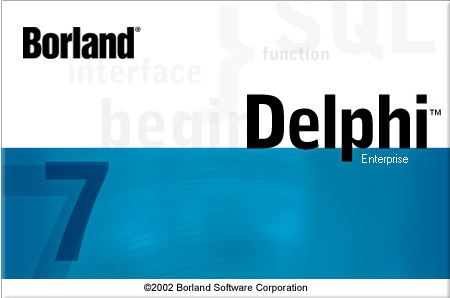 SQL
Borland®
function
interface
begin
Delphi™
Enterprise
7
©2002 Borland Software Corporation